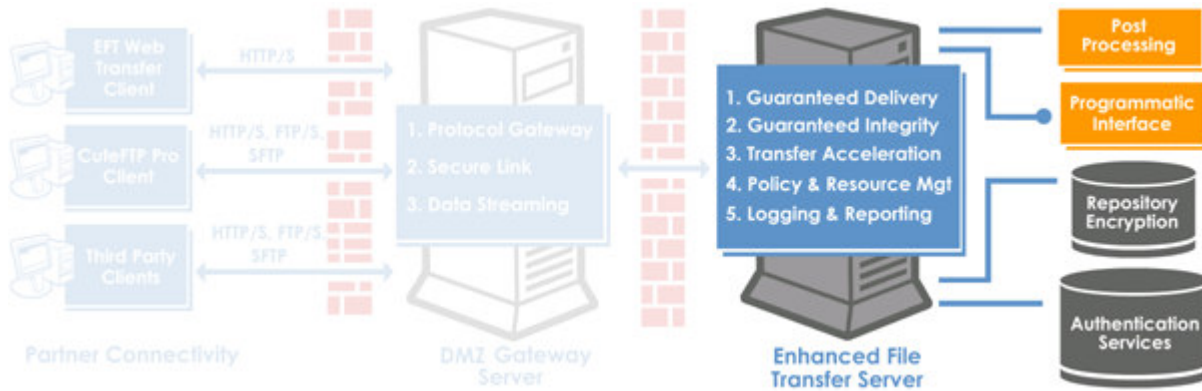 EFT Web
Transfer
Client
HTTP/S
CuteFTP Pro
Client
HTTP/S, FTP/S,
SFTP
Third Party
Clients
HTTP/S, FTP/S,
SFTP
Partner Connectivity
1. Protocol Gateway
2. Secure Link
3. Data Streaming
DMZ Gateway
Server
1. Guaranteed Delivery
2. Guaranteed Integrity
3. Transfer Acceleration
4. Policy & Resource Mgt
5. Logging & Reporting
Enhanced File
Transfer Server
Post
Processing
Programmatic
Interface
Repository
Encryption
Authentication
Services